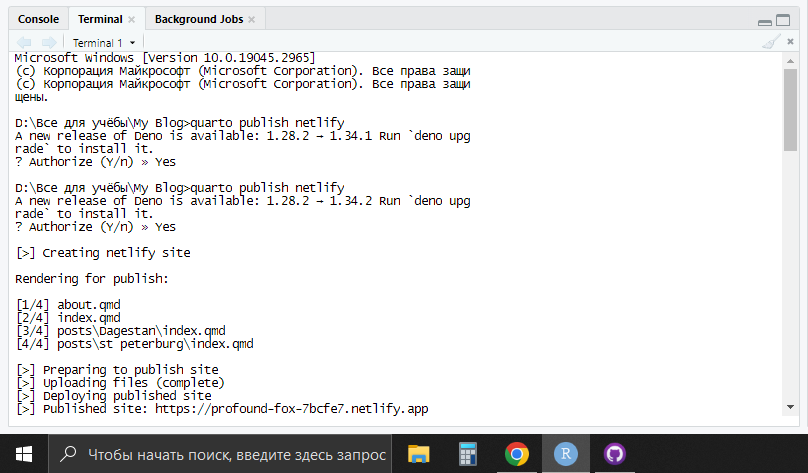 Console Terminal Background Jobs
Terminal 1
Microsoft Windows [Version 10.0.19045.2965]
(c) Корпорация Майкрософт (Microsoft Corporation). Все права защи
(c) Корпорация Майкрософт (Microsoft Corporation). Все права защи
щены.
D:\Все для учёбы\My Blog>quarto publish netlify
A new release of Deno is available: 1.28.2 → 1.34.1 Run `deno upg
rade` to install it.
? Authorize (Y/n) » Yes
D:\Все для учёбы\My Blog>quarto publish netlify
A new release of Deno is available: 1.28.2 → 1.34.2 Run `deno upg
rade` to install it.
? Authorize (Y/n) » Yes
[>] Creating netlify site
Rendering for publish:
[1/4] about.qmd
[2/4] index.qmd
[3/4] posts\Dagestan\index.qmd
[4/4] posts\st peterburg\index.qmd
[>] Preparing to publish site
[>] Uploading files (complete)
[>] Deploying published site
[>] Published site: https://profound-fox-7bcfe7.netlify.app
Чтобы начать поиск, введите здесь запрос
R